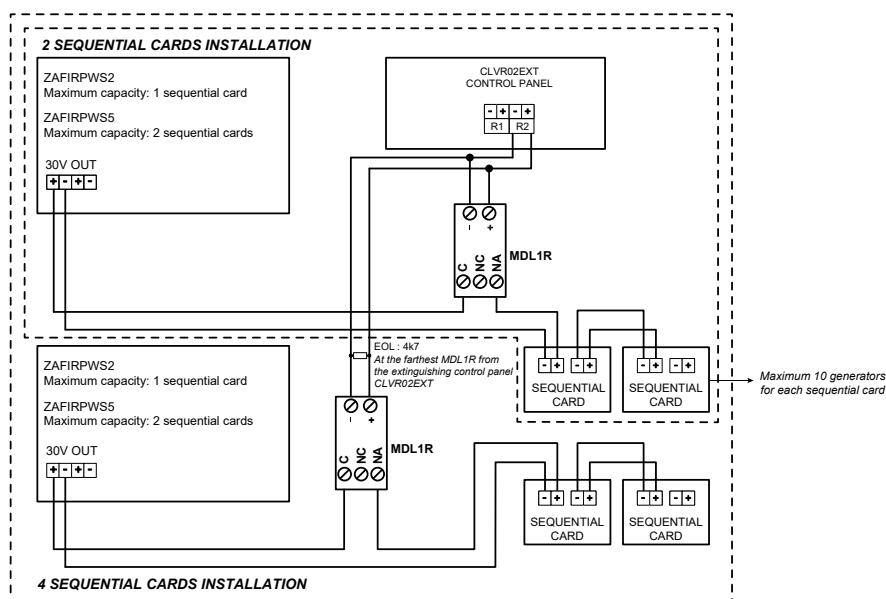 2 SEQUENTIAL CARDS INSTALLATION
ZAFIRPWS2
Maximum capacity: 1 sequential card
ZAFIRPWS5
Maximum capacity: 2 sequential cards
30V OUT
+ - + -
CLVR02EXT
CONTROL PANEL
- + - +
R1 R2
- +
MDL1R
C NC NA
EOL : 4k7
At the farthest MDL1R from
the extinguishing control panel
CLVR02EXT
- + - +
SEQUENTIAL
CARD
- + - +
SEQUENTIAL
CARD
Maximum 10 generators
for each sequential card
ZAFIRPWS2
Maximum capacity: 1 sequential card
ZAFIRPWS5
Maximum capacity: 2 sequential cards
30V OUT
+ - + -
- +
MDL1R
C NC NA
- + - +
SEQUENTIAL
CARD
- + - +
SEQUENTIAL
CARD
4 SEQUENTIAL CARDS INSTALLATION